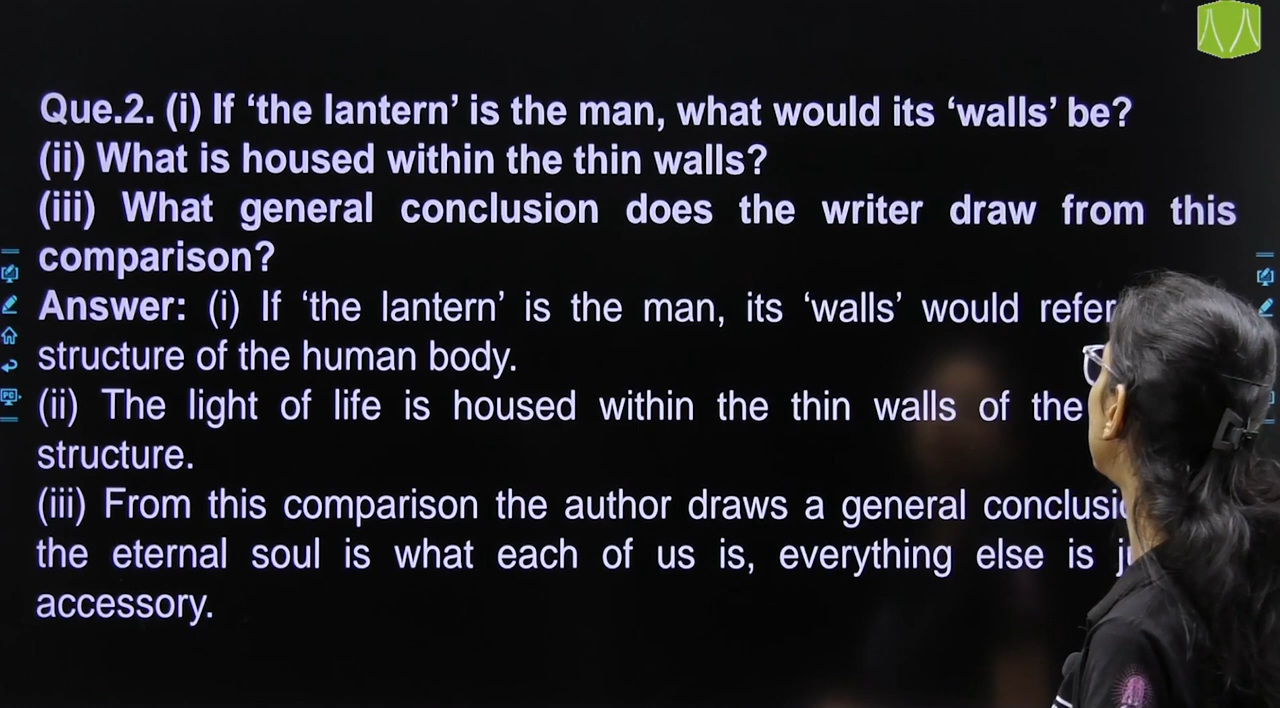 Que.2. (i) If ‘the lantern’ is the man, what would its ‘walls’ be?
(ii) What is housed within the thin walls?
(iii) What general conclusion does the writer draw from this
comparison?
Answer: (i) If ‘the lantern’ is the man, its ‘walls’ would refer
structure of the human body.
(ii) The light of life is housed within the thin walls of the
structure.
(iii) From this comparison the author draws a general
the eternal soul is what each of us is, everything else is
accessory.